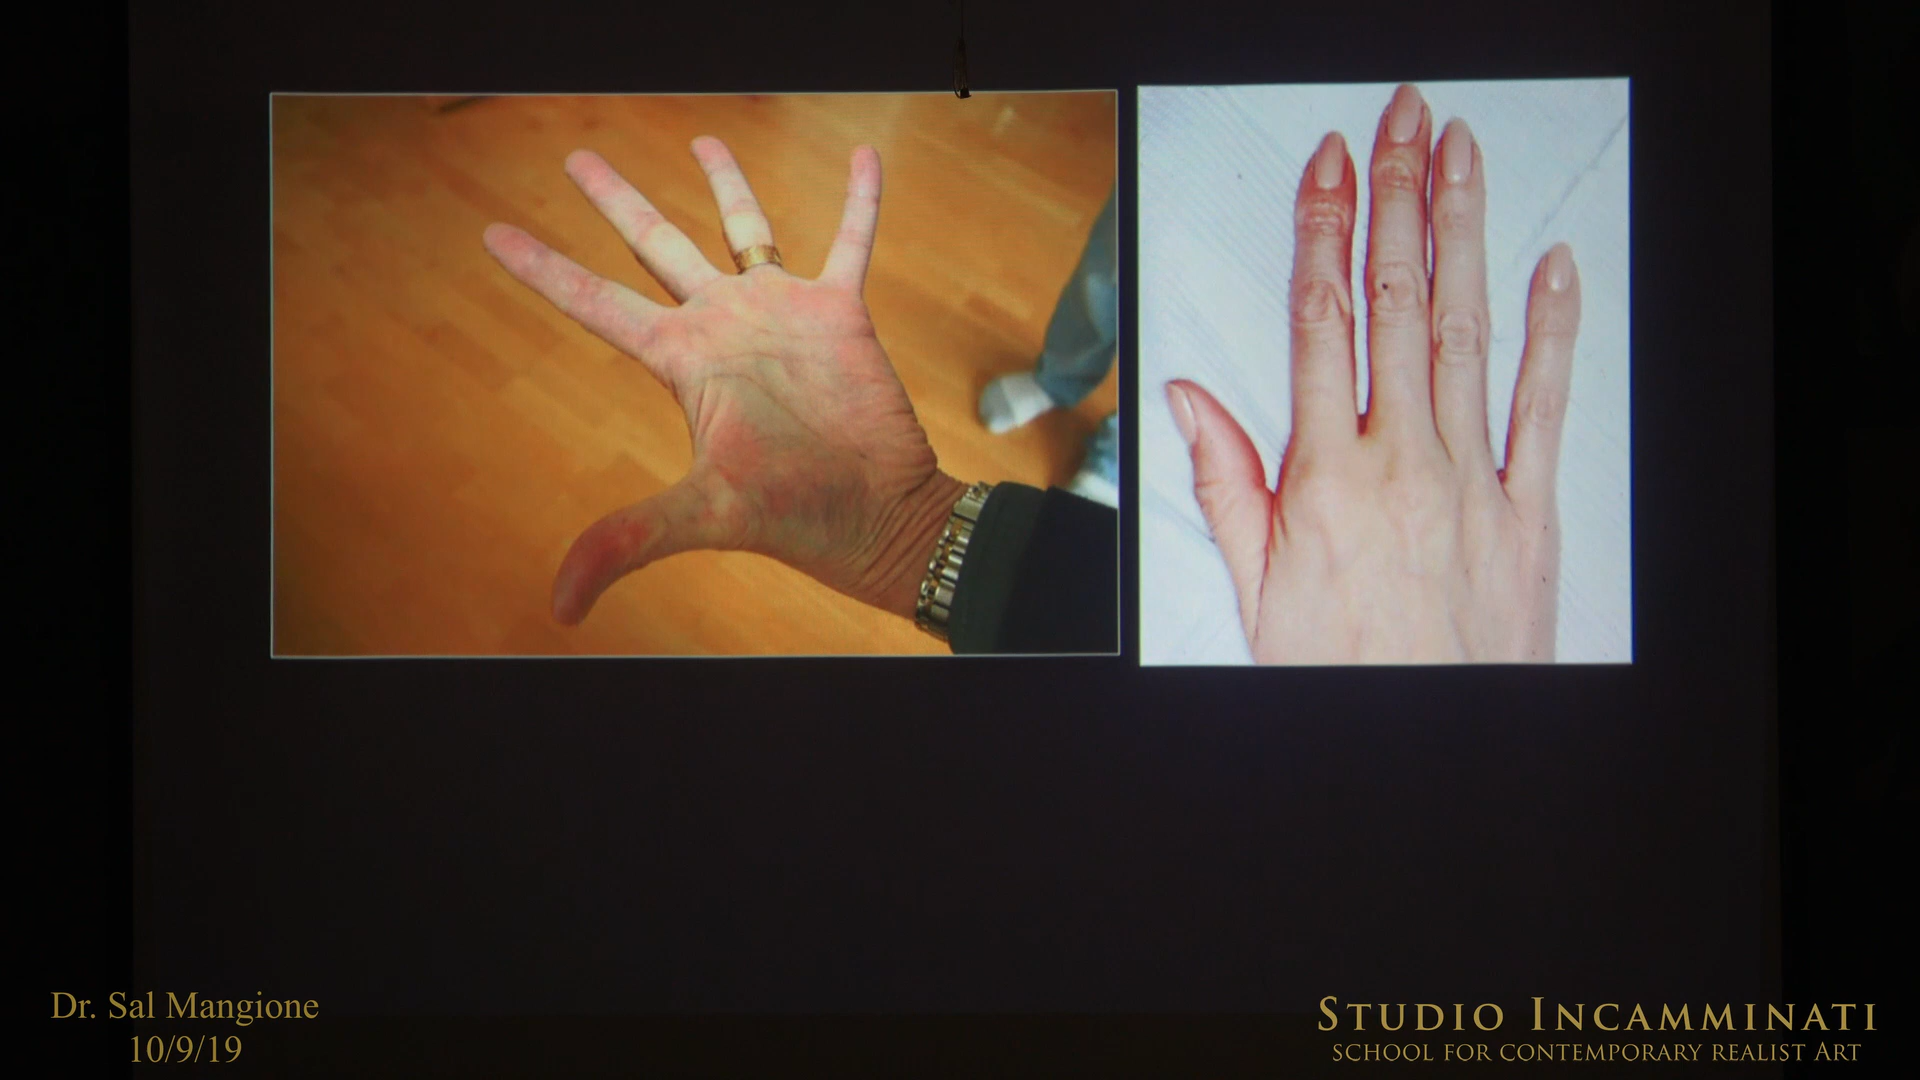 Dr. Sal Mangione
10/9/19
STUDIO INCAMMINATI
SCHOOL FOR CONTEMPORARY REALIST ART